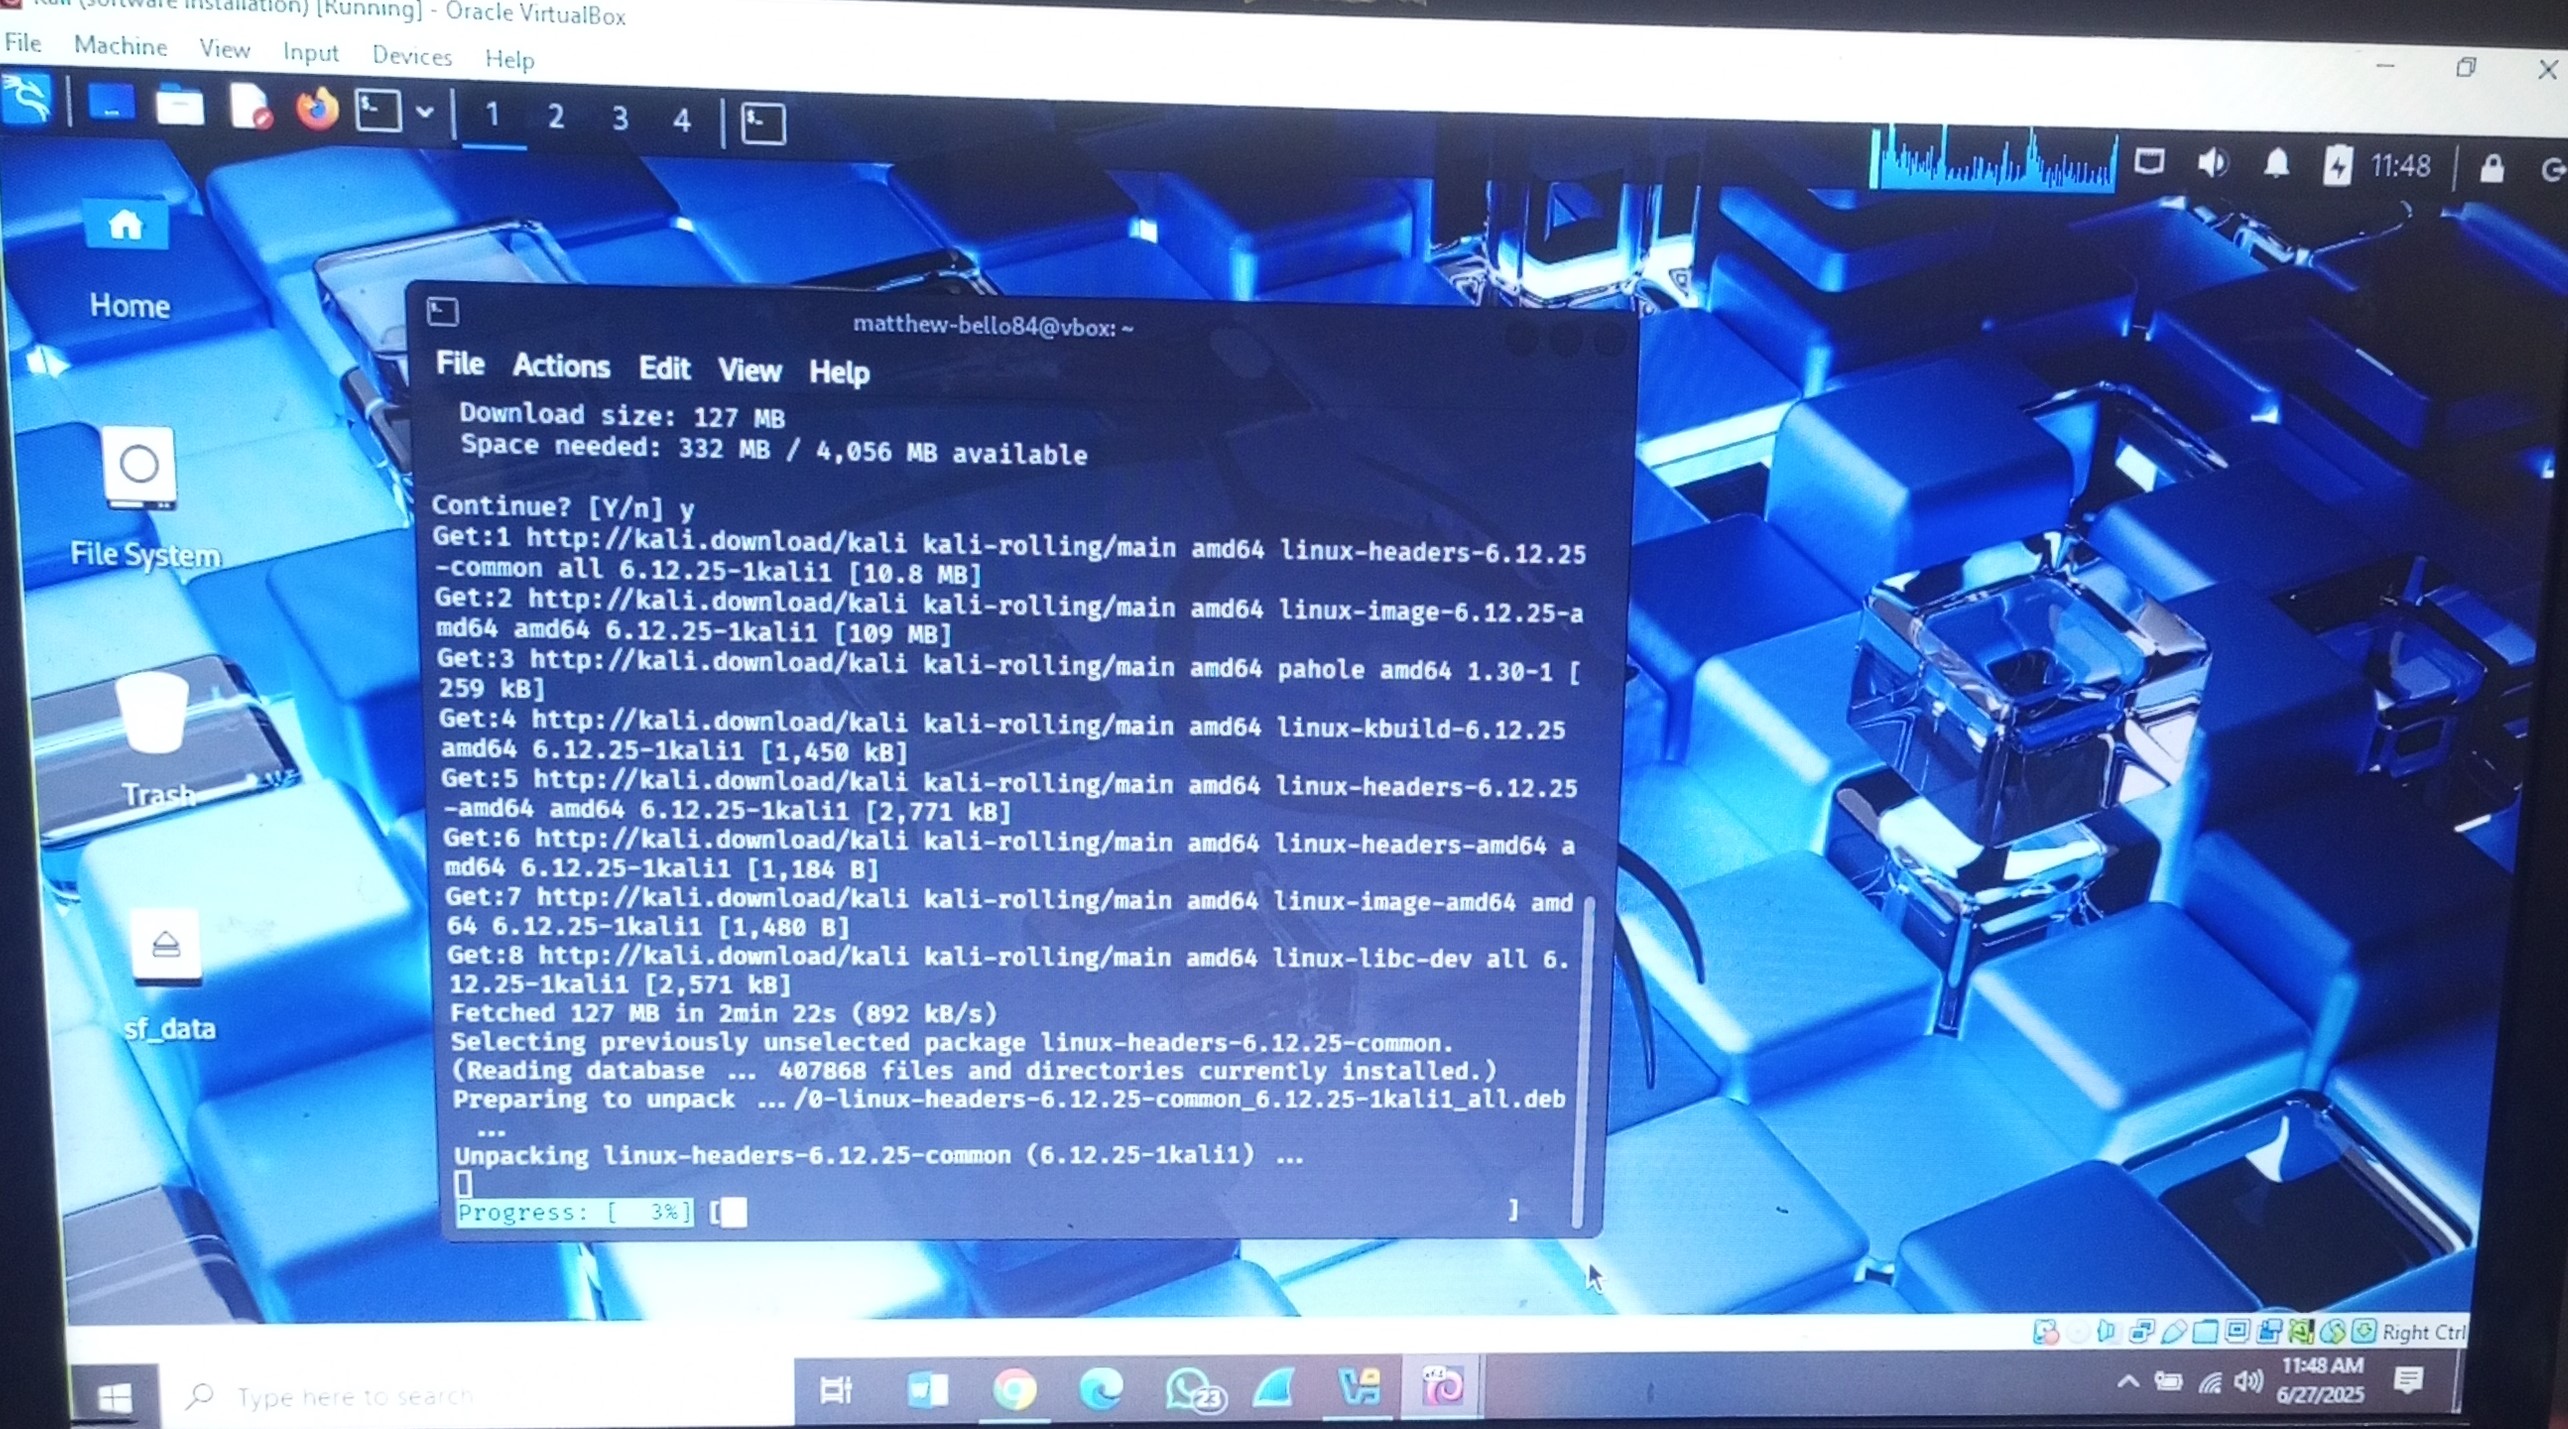 Kali (software installation) [Running] - Oracle VirtualBox
File Machine View Input Devices Help
1 2 3 4
11:48
Home
File System
Trash
sf_data
matthew-bello84@vbox: ~
File Actions Edit View Help
Download size: 127 MB
Space needed: 332 MB / 4,056 MB available
Continue? [Y/n] y
Get:1 http://kali.download/kali kali-rolling/main amd64 linux-headers-6.12.25
-common all 6.12.25-1kali1 [10.8 MB]
Get:2 http://kali.download/kali kali-rolling/main amd64 linux-image-6.12.25-a
md64 amd64 6.12.25-1kali1 [109 MB]
Get:3 http://kali.download/kali kali-rolling/main amd64 pahole amd64 1.30-1 [
259 kB]
Get:4 http://kali.download/kali kali-rolling/main amd64 linux-kbuild-6.12.25
amd64 6.12.25-1kali1 [1,450 kB]
Get:5 http://kali.download/kali kali-rolling/main amd64 linux-headers-6.12.25
-amd64 amd64 6.12.25-1kali1 [2,771 kB]
Get:6 http://kali.download/kali kali-rolling/main amd64 linux-headers-amd64 a
md64 6.12.25-1kali1 [1,184 B]
Get:7 http://kali.download/kali kali-rolling/main amd64 linux-image-amd64 amd
64 6.12.25-1kali1 [1,480 B]
Get:8 http://kali.download/kali kali-rolling/main amd64 linux-libc-dev all 6.
12.25-1kali1 [2,571 kB]
Fetched 127 MB in 2min 22s (892 kB/s)
Selecting previously unselected package linux-headers-6.12.25-common.
(Reading database ... 407868 files and directories currently installed.)
Preparing to unpack .../0-linux-headers-6.12.25-common_6.12.25-1kali1_all.deb
...
Unpacking linux-headers-6.12.25-common (6.12.25-1kali1) ...
Progress: [ 3%] [ ]
Right Ctrl
Type here to search
23
11:48 AM
6/27/2025